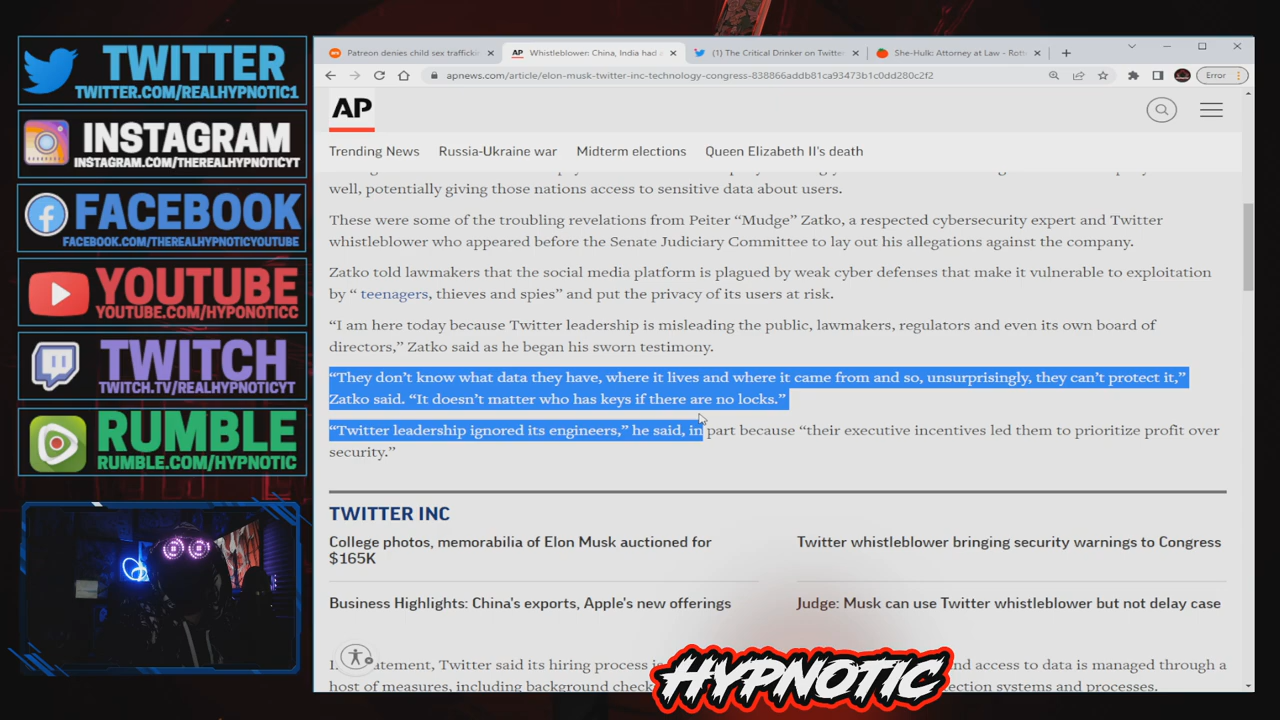 TWITTER
TWITTER.COM/REALHYPNOTIC1
INSTAGRAM
INSTAGRAM.COM/THEREALHYPNOTICYT
FACEBOOK
FACEBOOK.COM/THEREALHYPNOTICYOUTUBE
YOUTUBE
YOUTUBE.COM/HYPONOTICC
TWITCH
TWITCH.TV/REALHYPNOTICYT
RUMBLE
RUMBLE.COM/HYPNOTIC
Patreon denies child sex trafficki
AP Whistleblower: China, India had a
(1) The Critical Drinker on Twitter
She-Hulk: Attorney at Law - Rott
apnews.com/article/elon-musk-twitter-inc-technology-congress-838866addb81ca93473b1c0dd280c2f2
Error
AP
Trending News Russia-Ukraine war Midterm elections Queen Elizabeth II's death
well, potentially giving those nations access to sensitive data about users.
These were some of the troubling revelations from Peiter “Mudge” Zatko, a respected cybersecurity expert and Twitter
whistleblower who appeared before the Senate Judiciary Committee to lay out his allegations against the company.
Zatko told lawmakers that the social media platform is plagued by weak cyber defenses that make it vulnerable to exploitation
by “ teenagers, thieves and spies” and put the privacy of its users at risk.
“I am here today because Twitter leadership is misleading the public, lawmakers, regulators and even its own board of
directors,” Zatko said as he began his sworn testimony.
“They don’t know what data they have, where it lives and where it came from and so, unsurprisingly, they can’t protect it,”
Zatko said. “It doesn’t matter who has keys if there are no locks.”
“Twitter leadership ignored its engineers,” he said, in part because “their executive incentives led them to prioritize profit over
security.”
TWITTER INC
College photos, memorabilia of Elon Musk auctioned for
$165K
Twitter whistleblower bringing security warnings to Congress
Business Highlights: China's exports, Apple's new offerings
Judge: Musk can use Twitter whistleblower but not delay case
atement, Twitter said its hiring process is nd access to data is managed through a
host of measures, including background check ection systems and processes.
HYPNOTIC